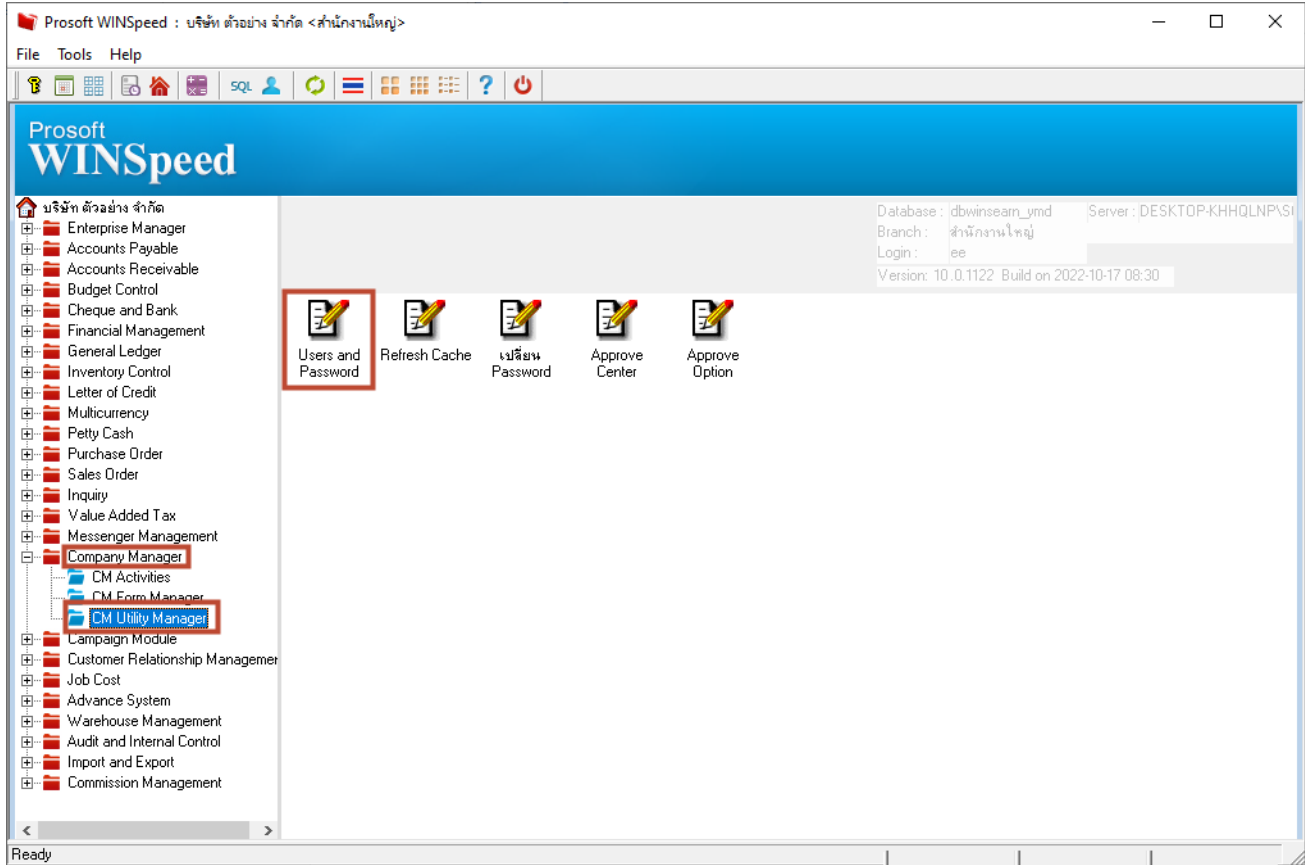 Prosoft WINSpeed : บริษัท ตัวอย่าง จำกัด <สำนักงานใหญ่>
File Tools Help
SQL
Prosoft
WINSpeed
บริษัท ตัวอย่าง จำกัด
Enterprise Manager
Accounts Payable
Accounts Receivable
Budget Control
Cheque and Bank
Financial Management
General Ledger
Inventory Control
Letter of Credit
Multicurrency
Petty Cash
Purchase Order
Sales Order
Inquiry
Value Added Tax
Messenger Management
Company Manager
CM Activities
CM Form Manager
CM Utility Manager
Campaign Module
Customer Relationship Managemen
Job Cost
Advance System
Warehouse Management
Audit and Internal Control
Import and Export
Commission Management
Database : dbwinsearn_ymd Server : DESKTOP-KHHQLNP\S
Branch : สำนักงานใหญ่
Login : ee
Version: 10.0.1122 Build on 2022-10-17 08:30
Users and
Password
Refresh Cache
เปลี่ยน
Password
Approve
Center
Approve
Option
Ready